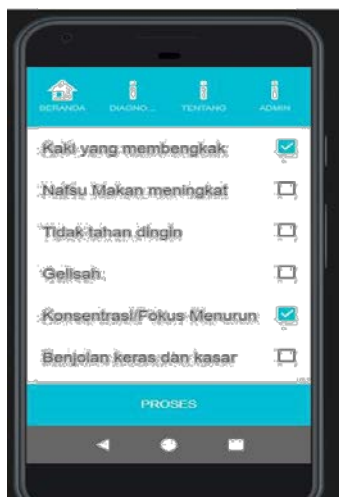 BERANDA DIAGNO... TENTANG ADMIN
Kaki yang membengkak
Nafsu Makan meningkat
Tidak tahan dingin
Gelisah
Konsentrasi/Fokus Menurun
Benjolan keras dan kasar
PROSES